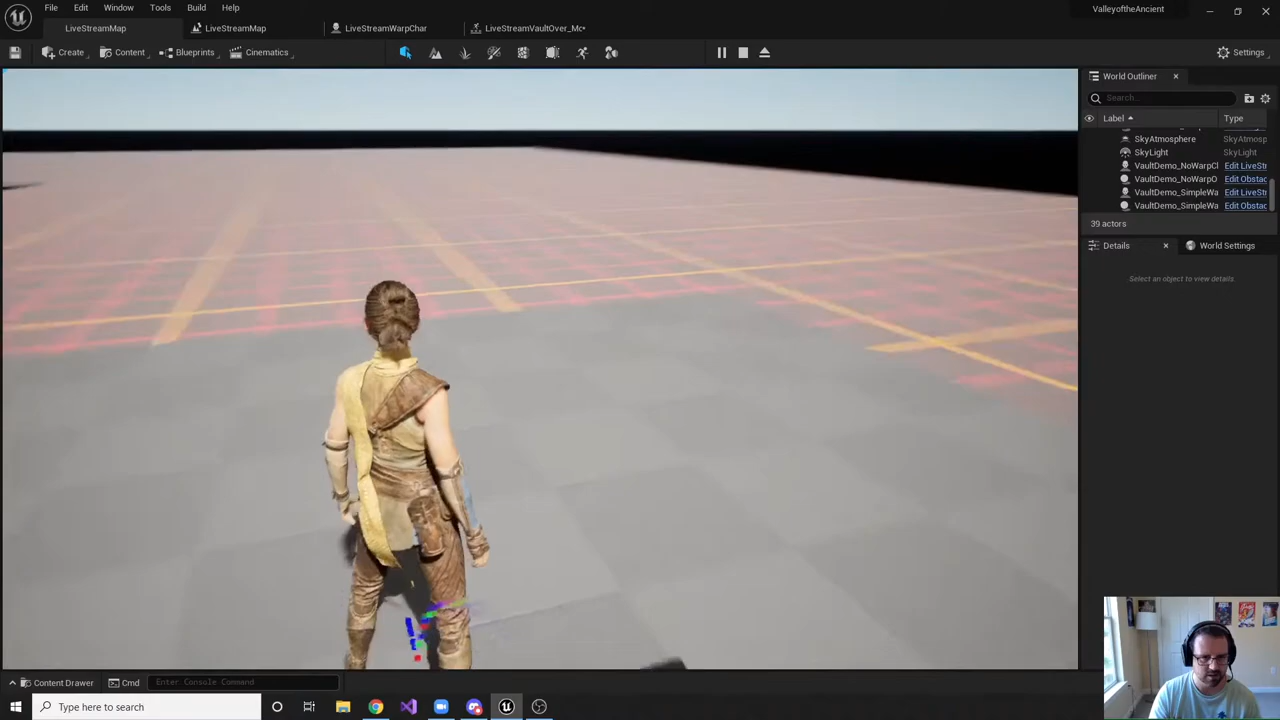 File Edit Window Tools Build Help
ValleyoftheAncient
LiveStreamMap LiveStreamMap LiveStreamWarpChar LiveStreamVaultOver_Mc*
Create Content Blueprints Cinematics Settings
World Outliner
Search...
Label Type
SkyAtmosphere SkyAtmosp
SkyLight SkyLight
VaultDemo_NoWarpCl Edit LiveStr
VaultDemo_NoWarpO Edit Obstac
VaultDemo_SimpleWa Edit LiveStr
VaultDemo_SimpleWa Edit Obstac
39 actors
Details World Settings
Select an object to view details.
Content Drawer Cmd Enter Console Command
Type here to search